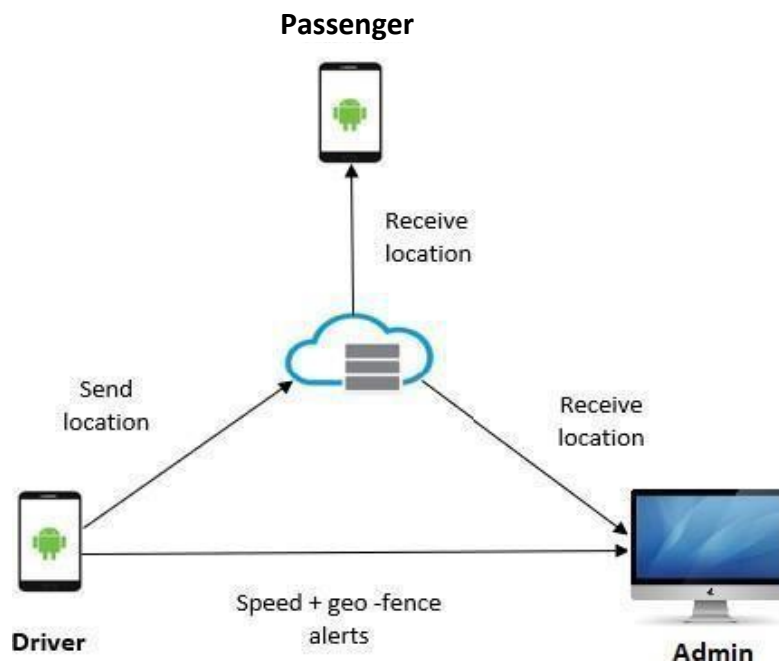 Passenger
Receive
location
Send
location
Receive
location
Speed + geo -fence
alerts
Driver
Admin